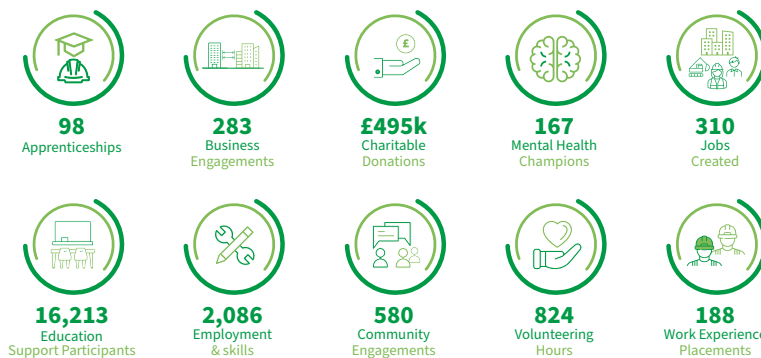 £
98
Apprenticeships
283
Business
Engagements
£495k
Charitable
Donations
167
Mental Health
Champions
310
Jobs
Created
16,213
Education
Support Participants
2,086
Employment
& skills
580
Community
Engagements
824
Volunteering
Hours
188
Work Experience
Placements